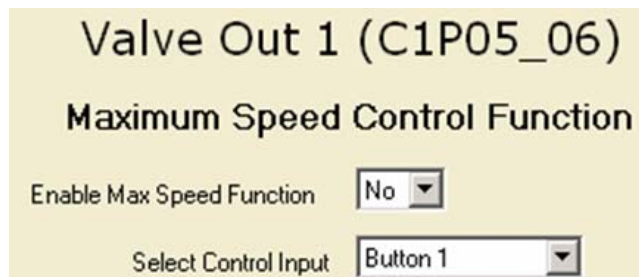 Valve Out 1 (C1P05_06)
Maximum Speed Control Function
Enable Max Speed Function No
Select Control Input Button 1